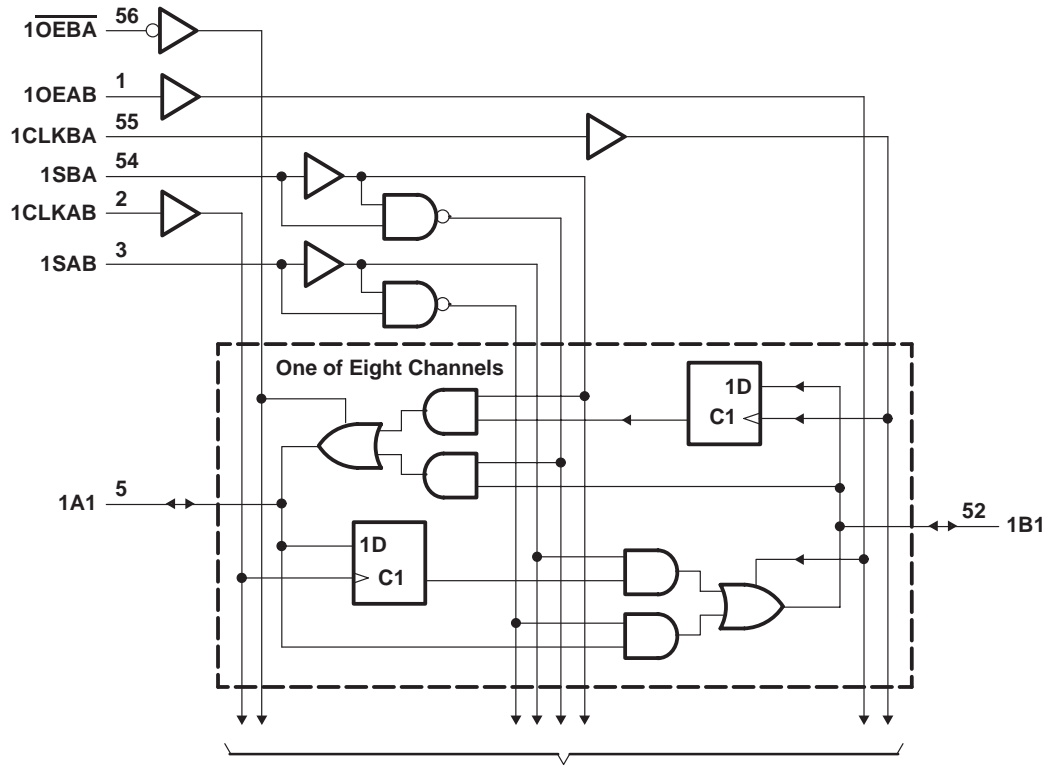 1O̅E̅B̅A̅ 56
1OEAB 1
1CLKBA 55
1SBA 54
1CLKAB 2
1SAB 3
One of Eight Channels
1D
C1
1A1 5
52 1B1
1D
C1